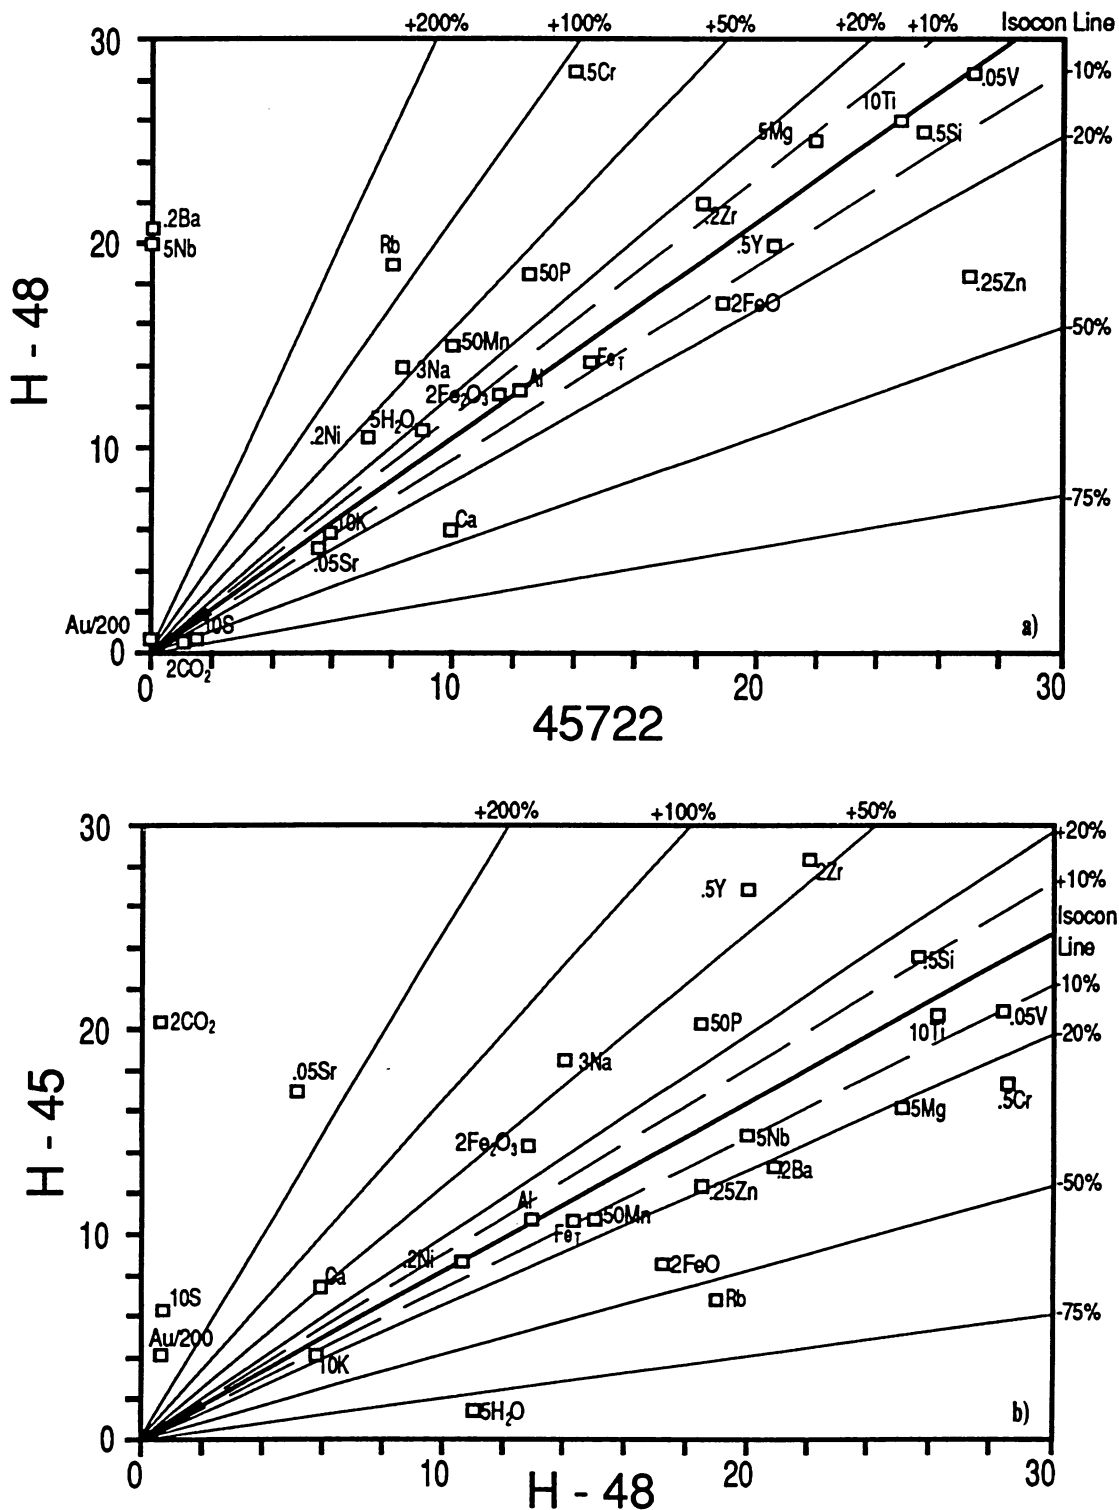 +200% +100% +50% +20% +10% Isocon Line
30
.5Cr
.05V
-10%
10Ti
5Mg
.5Si
-20%
.2Ba
.2Zr
20
5Nb
Rb
.5Y
50P
.25Zn
2FeO
-50%
H - 48
50Mn
FeT
3Na
Al
2Fe2O3
5H2O
.2Ni
10
-75%
10K
Ca
.05Sr
Au/200
10S
a)
0
2CO2
0 10 20 30
45722
+200% +100% +50%
30
+20%
.2Zr
.5Y
+10%
Isocon
Line
.5Si
-10%
2CO2
20
50P
10Ti
.05V
-20%
3Na
.05Sr
5Mg
.5Cr
H - 45
2Fe2O3
5Nb
.2Ba
.25Zn
-50%
Al
50Mn
10
FeT
.2Ni
2FeO
Ca
10S
Rb
-75%
Au/200
10K
5H2O
b)
0
0 10 20 30
H - 48